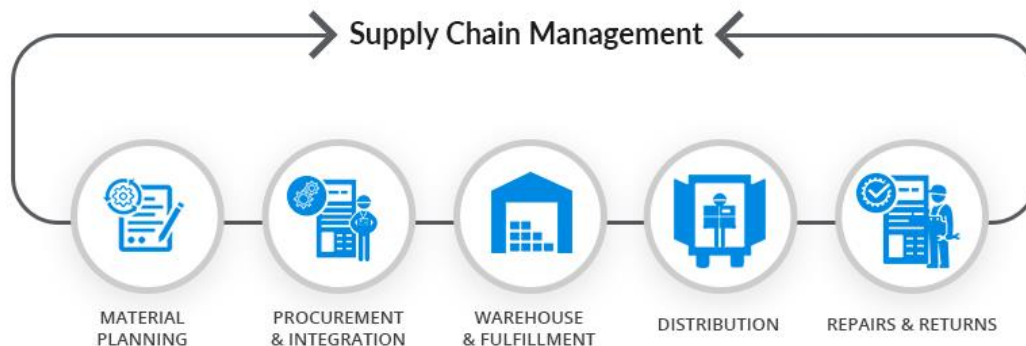 Supply Chain Management
MATERIAL
PLANNING
PROCUREMENT
& INTEGRATION
WAREHOUSE
& FULFILLMENT
DISTRIBUTION
REPAIRS & RETURNS